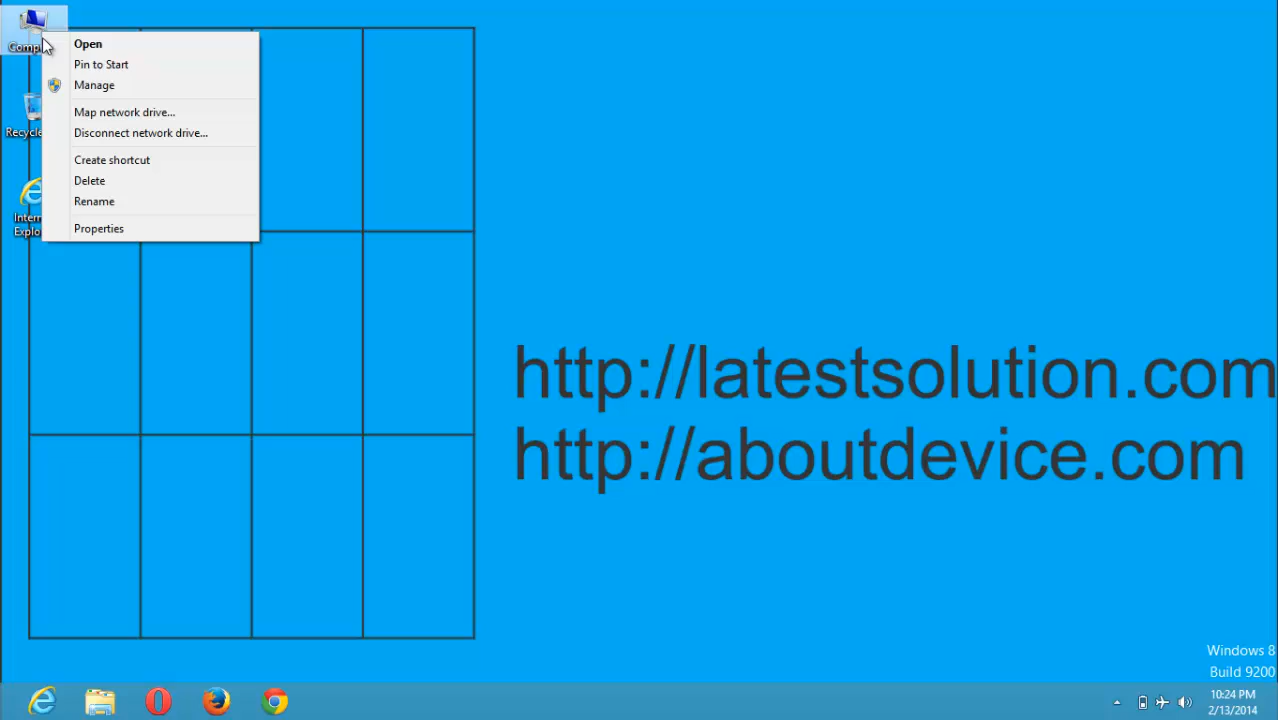 Open
Pin to Start
Manage
Map network drive...
Disconnect network drive...
Create shortcut
Delete
Rename
Properties
http://latestsolution.com
http://aboutdevice.com
Windows 8
Build 9200
10:24 PM
2/13/2014